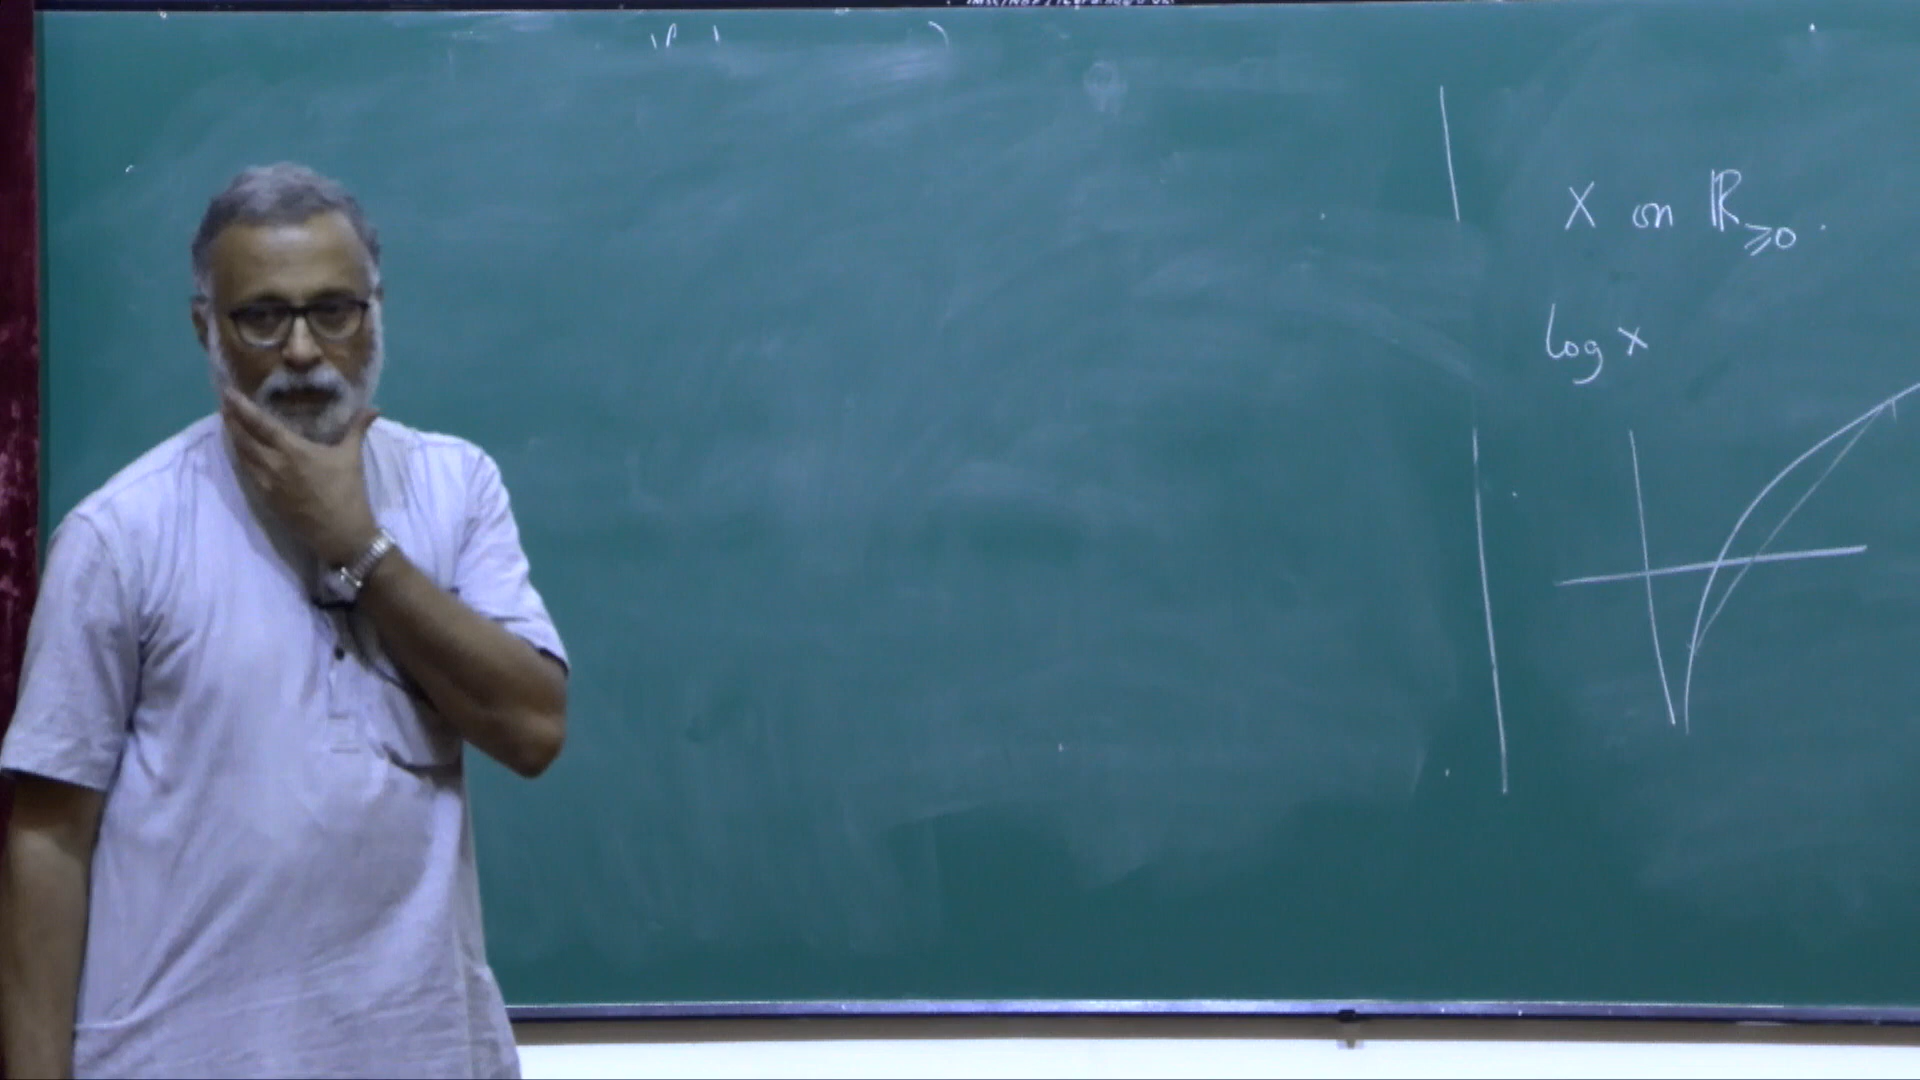 X on ℝ≥0.
log x